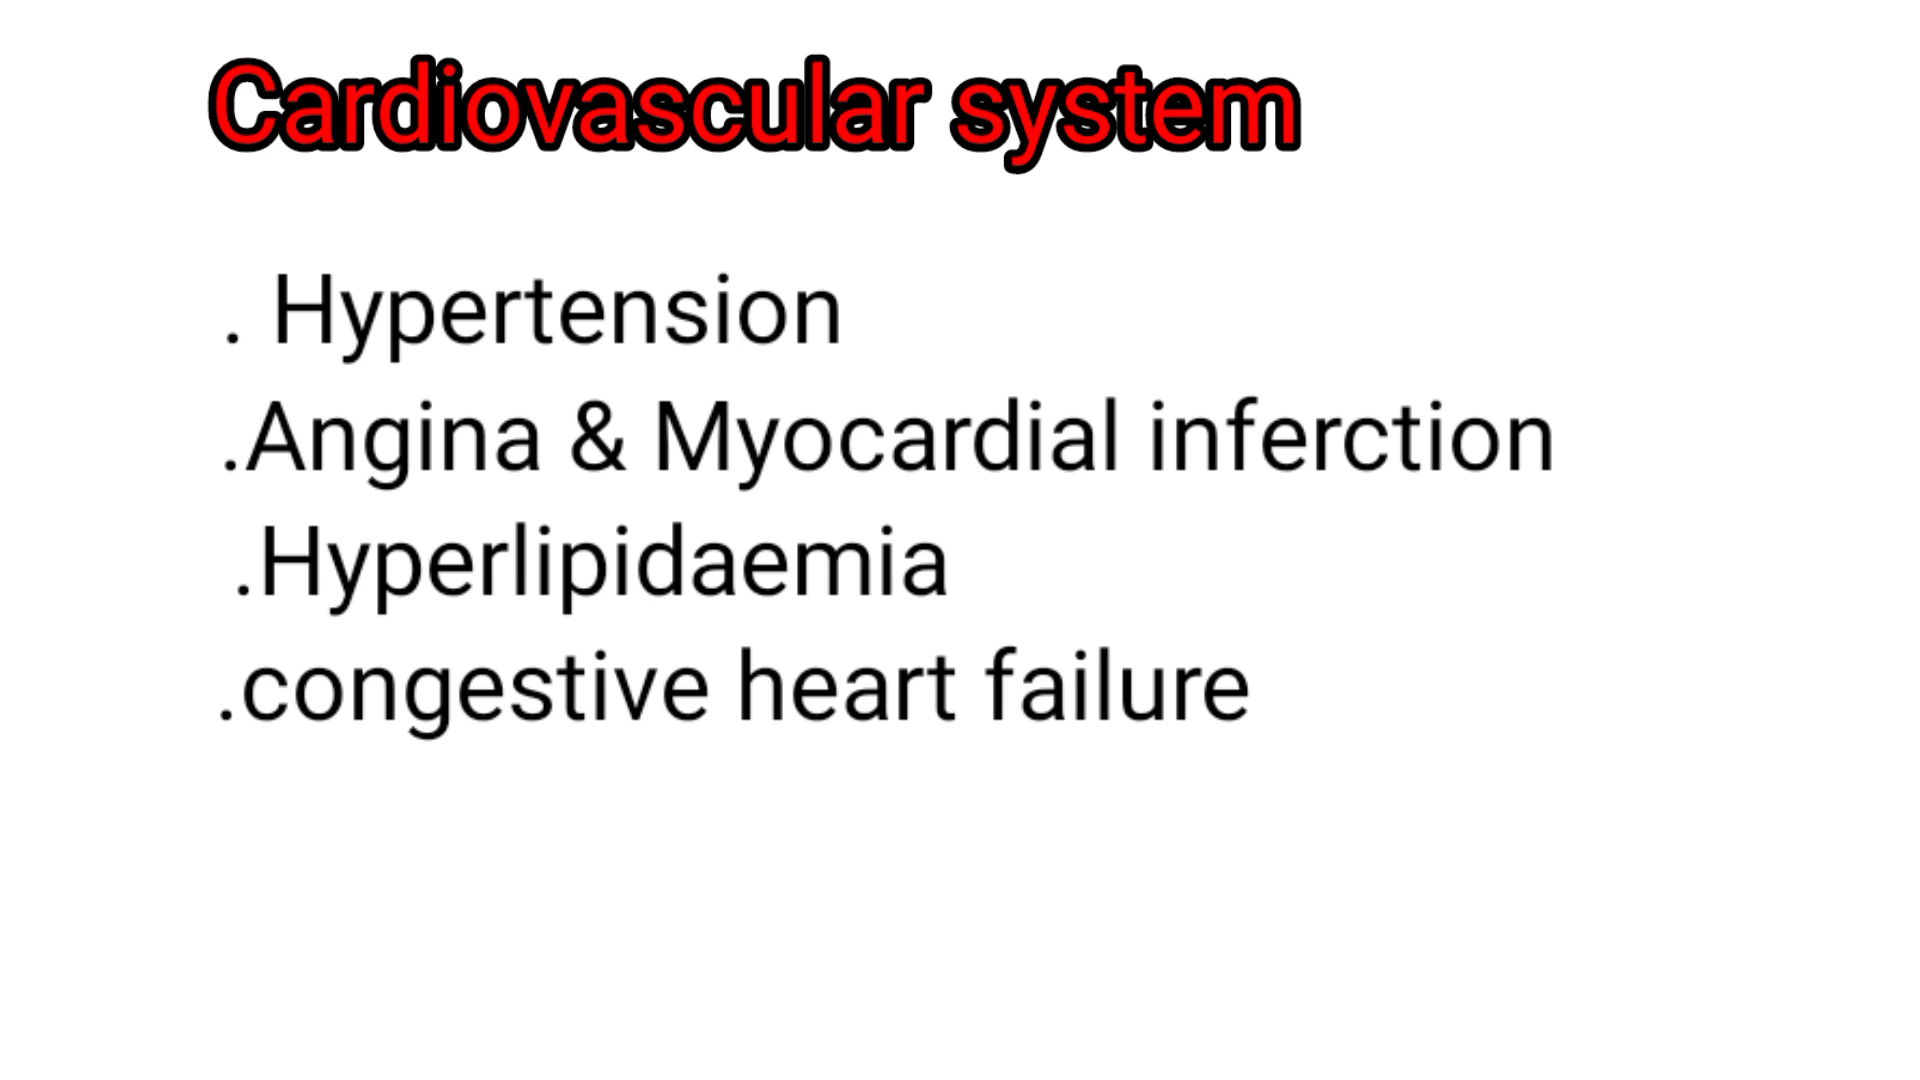 Cardiovascular system
. Hypertension
.Angina & Myocardial inferction
.Hyperlipidaemia
.congestive heart failure